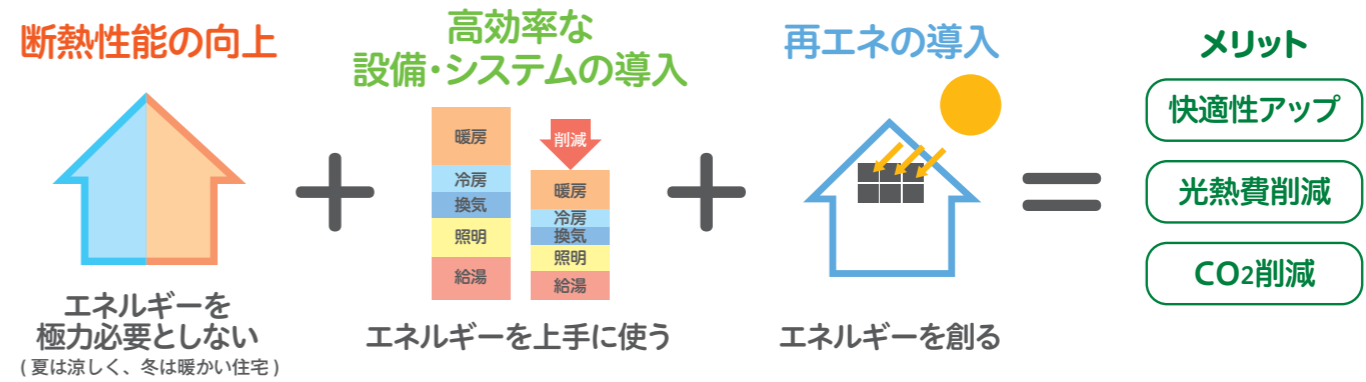 断熱性能の向上
エネルギーを
極力必要としない
(夏は涼しく、冬は暖かい住宅)
高効率な
設備・システムの導入
暖房
冷房
換気
照明
給湯
削減
暖房
冷房
換気
照明
給湯
エネルギーを上手に使う
再エネの導入
エネルギーを創る
メリット
快適性アップ
光熱費削減
CO2削減